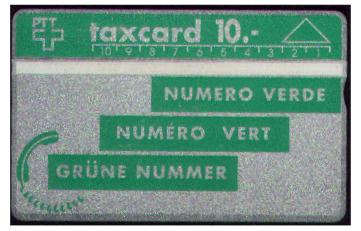 PTT
taxcard 10.-
10 9 8 7 6 5 4 3 2 1
NUMERO VERDE
NUMÉRO VERT
GRÜNE NUMMER